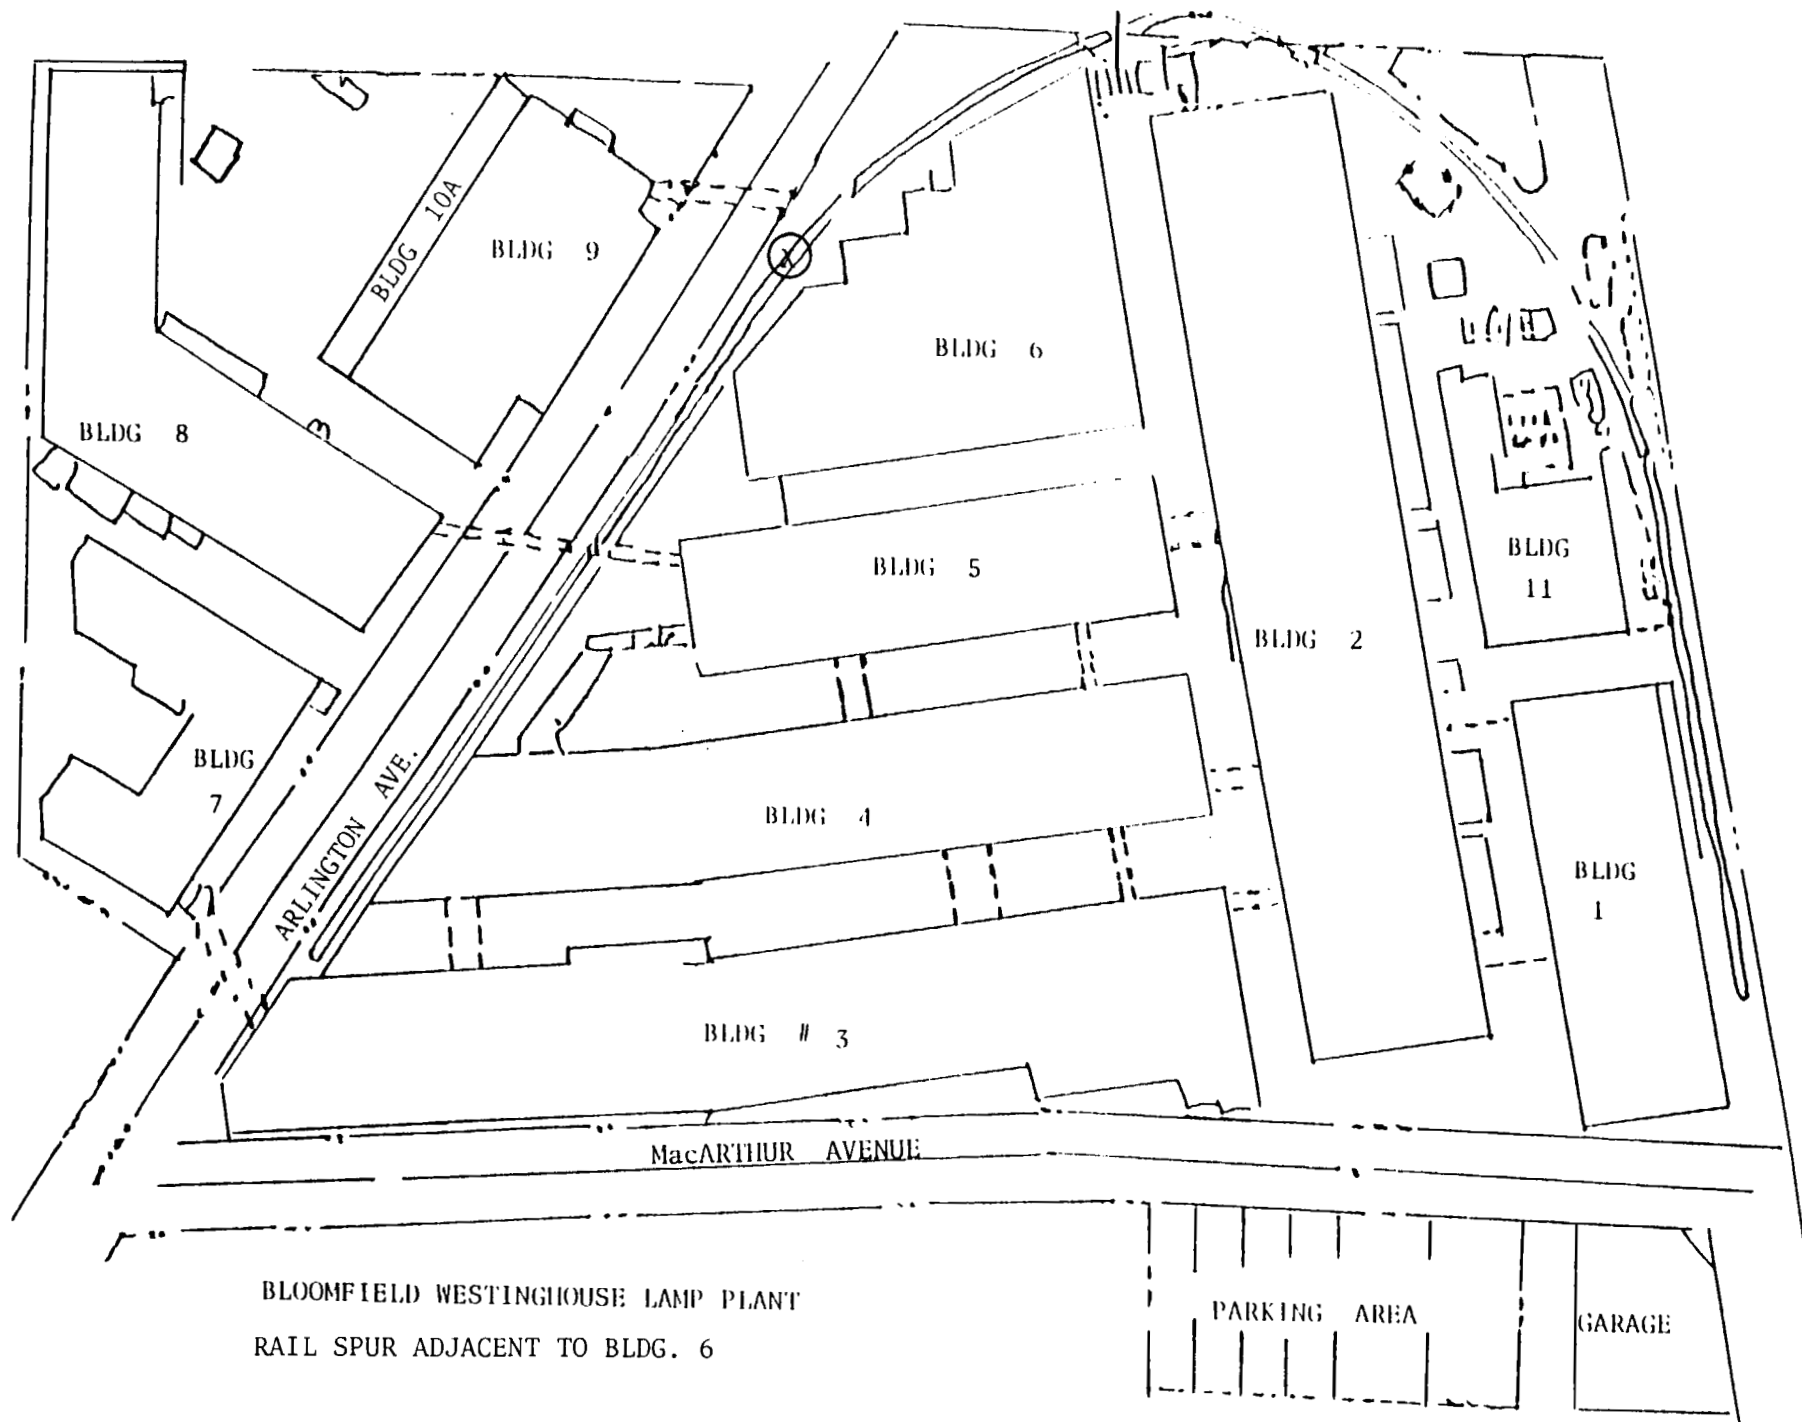 BLDG 10A
BLDG 9
BLDG 6
BLDG 8
BLDG 5
BLDG
11
BLDG 2
BLDG
7
ARLINGTON AVE.
BLDG 4
BLDG
1
BLDG # 3
MacARTHUR AVENUE
BLOOMFIELD WESTINGHOUSE LAMP PLANT
RAIL SPUR ADJACENT TO BLDG. 6
PARKING AREA
GARAGE